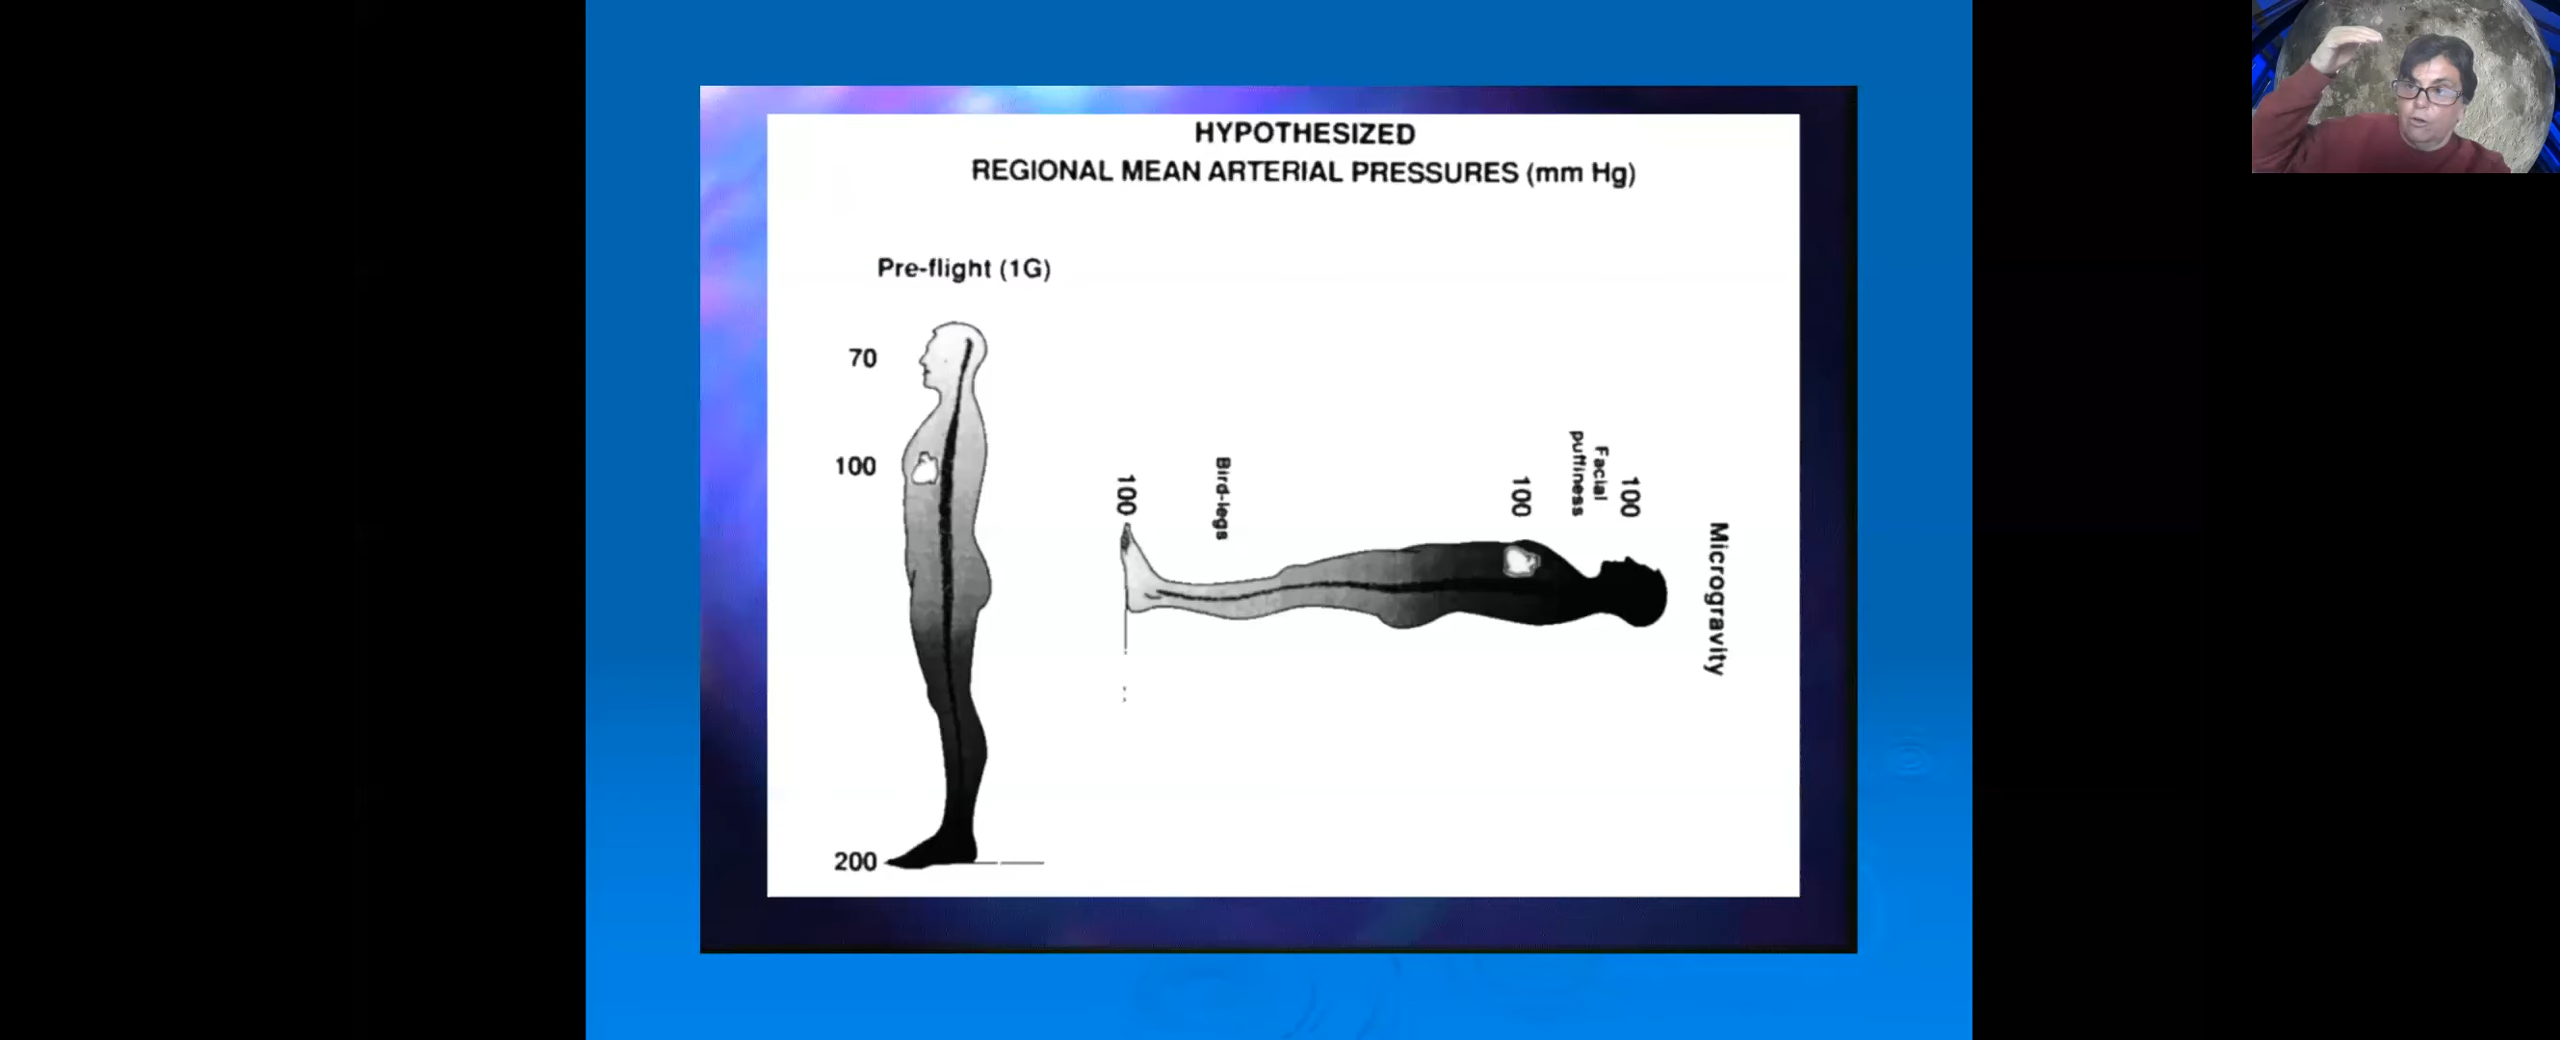 HYPOTHESIZED
REGIONAL MEAN ARTERIAL PRESSURES (mm Hg)
Pre-flight (1G)
70
100
200
100
Bird-legs
100
Facial
puffiness
100
Microgravity